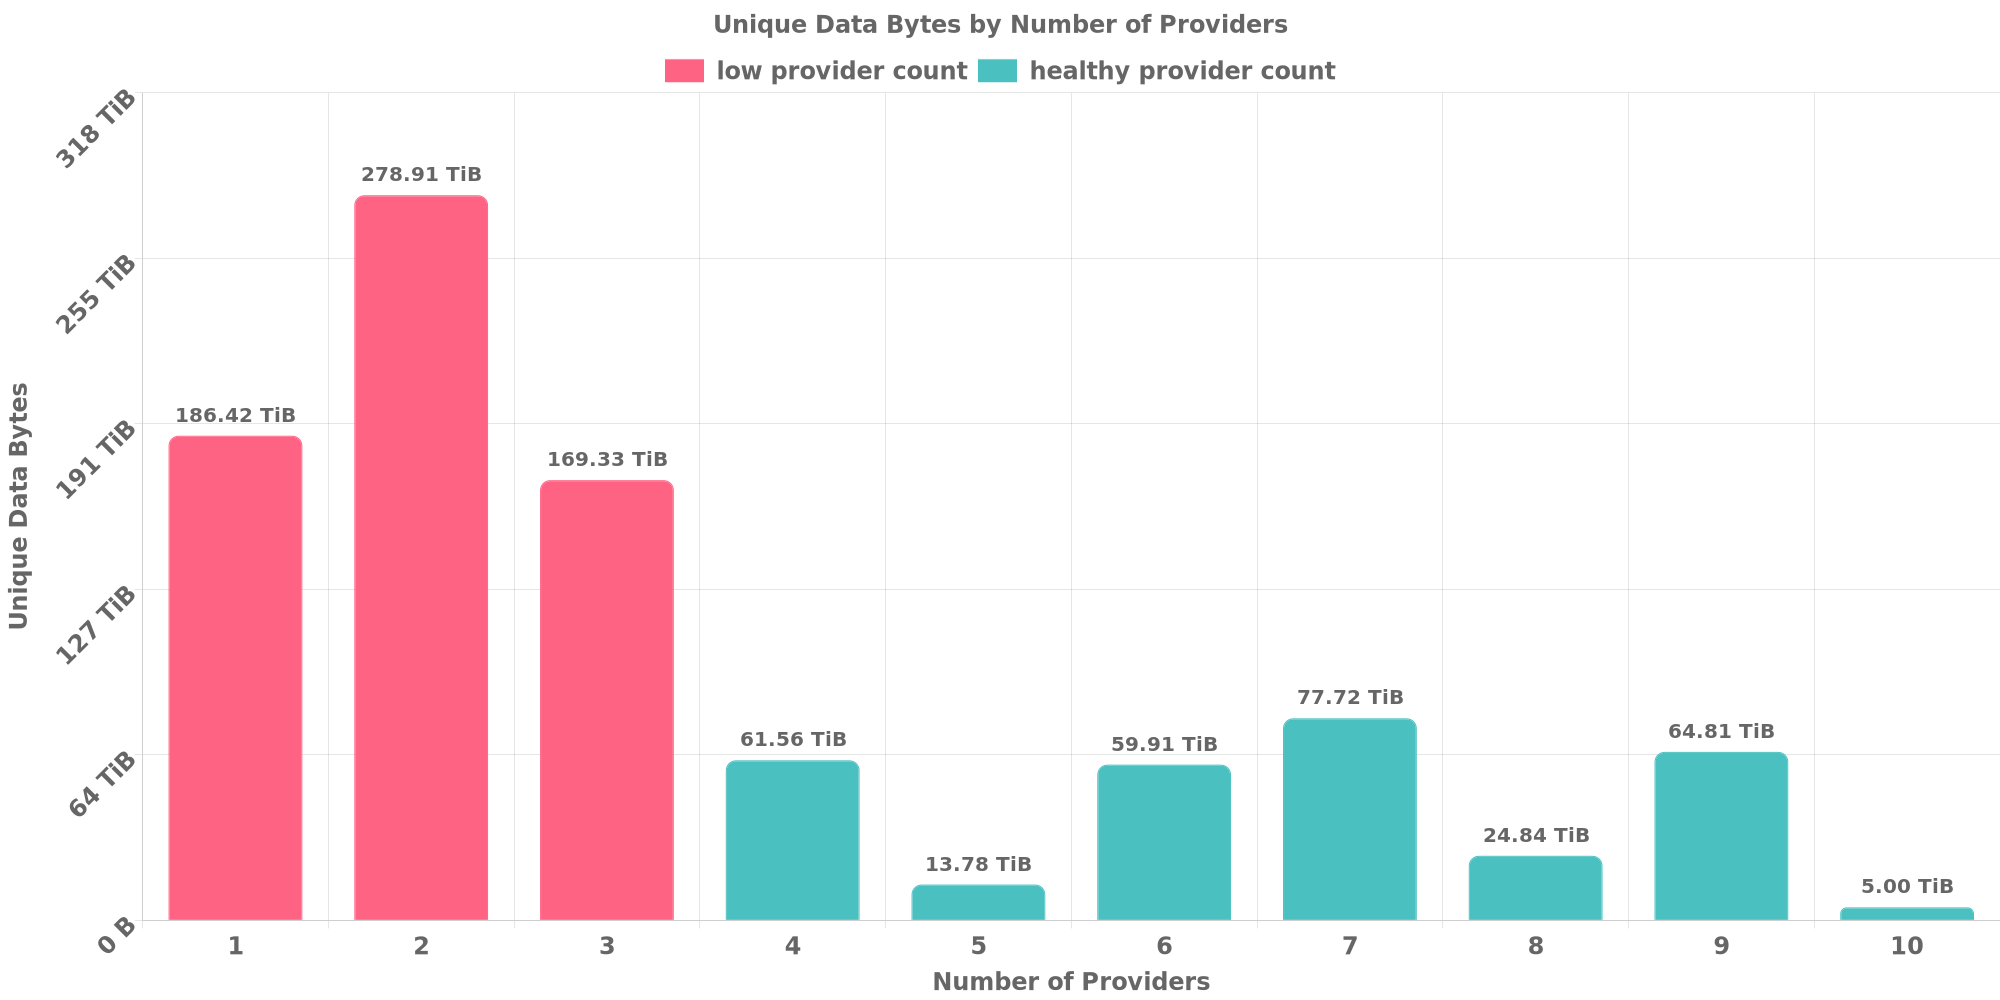 Unique Data Bytes by Number of Providers
low provider count
healthy provider count
318 TiB
255 TiB
191 TiB
127 TiB
64 TiB
0 B
Unique Data Bytes
186.42 TiB
278.91 TiB
169.33 TiB
61.56 TiB
13.78 TiB
59.91 TiB
77.72 TiB
24.84 TiB
64.81 TiB
5.00 TiB
1 2 3 4 5 6 7 8 9 10
Number of Providers